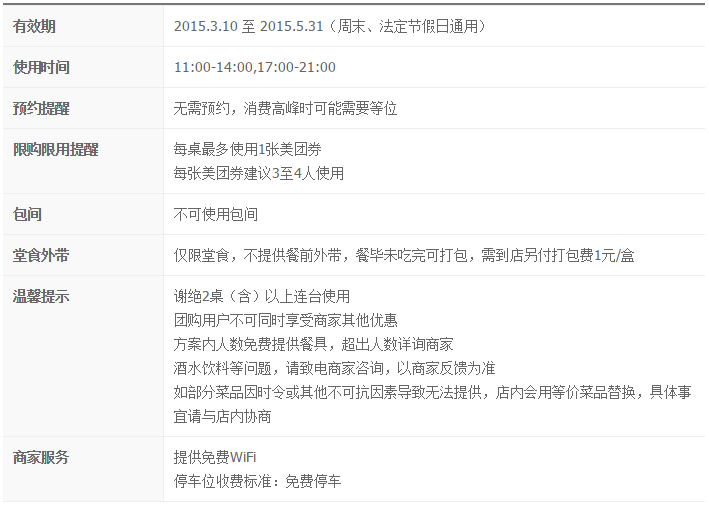 有效期
2015.3.10 至 2015.5.31（周末、法定节假日通用）
使用时间
11:00-14:00,17:00-21:00
预约提醒
无需预约，消费高峰时可能需要等位
限购限用提醒
每桌最多使用1张美团券
每张美团券建议3至4人使用
包间
不可使用包间
堂食外带
仅限堂食，不提供餐前外带，餐毕未吃完可打包，需到店另付打包费1元/盒
温馨提示
谢绝2桌（含）以上连台使用
团购用户不可同时享受商家其他优惠
方案内人数免费提供餐具，超出人数详询商家
酒水饮料等问题，请致电商家咨询，以商家反馈为准
如部分菜品因时令或其他不可抗因素导致无法提供，店内会用等价菜品替换，具体事
宜请与店内协商
商家服务
提供免费WiFi
停车位收费标准：免费停车